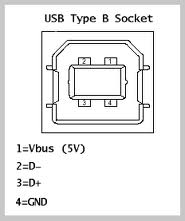 USB Type B Socket
2 1
3 4
1=Vbus (5V)
2=D−
3=D+
4=GND